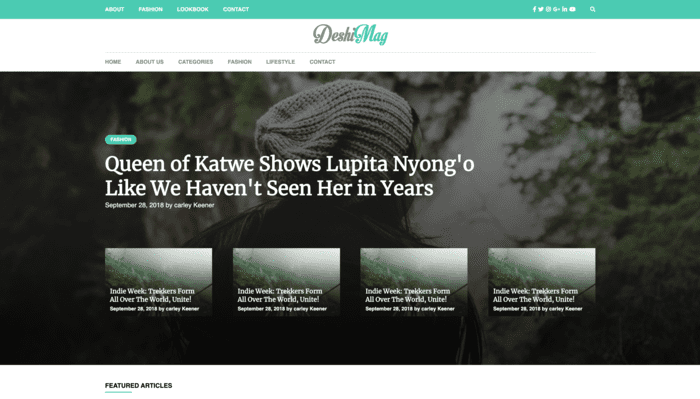 ABOUT FASHION LOOKBOOK CONTACT
DeshiMag
HOME ABOUT US CATEGORIES FASHION LIFESTYLE CONTACT
FASHION
Queen of Katwe Shows Lupita Nyong'o
Like We Haven't Seen Her in Years
September 28, 2018 by carley Keener
Indie Week: Trekkers Form
All Over The World, Unite!
September 28, 2018 by carley Keener
Indie Week: Trekkers Form
All Over The World, Unite!
September 28, 2018 by carley Keener
Indie Week: Trekkers Form
All Over The World, Unite!
September 28, 2018 by carley Keener
Indie Week: Trekkers Form
All Over The World, Unite!
September 28, 2018 by carley Keener
FEATURED ARTICLES